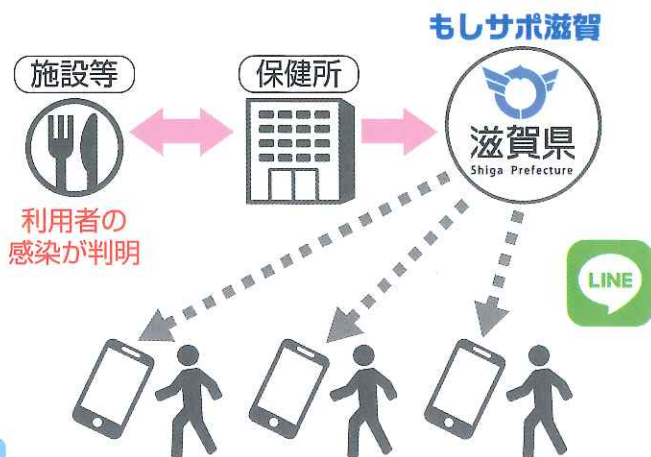 もしサポ滋賀
施設等
保健所
滋賀県
Shiga Prefecture
利用者の
感染が判明
LINE